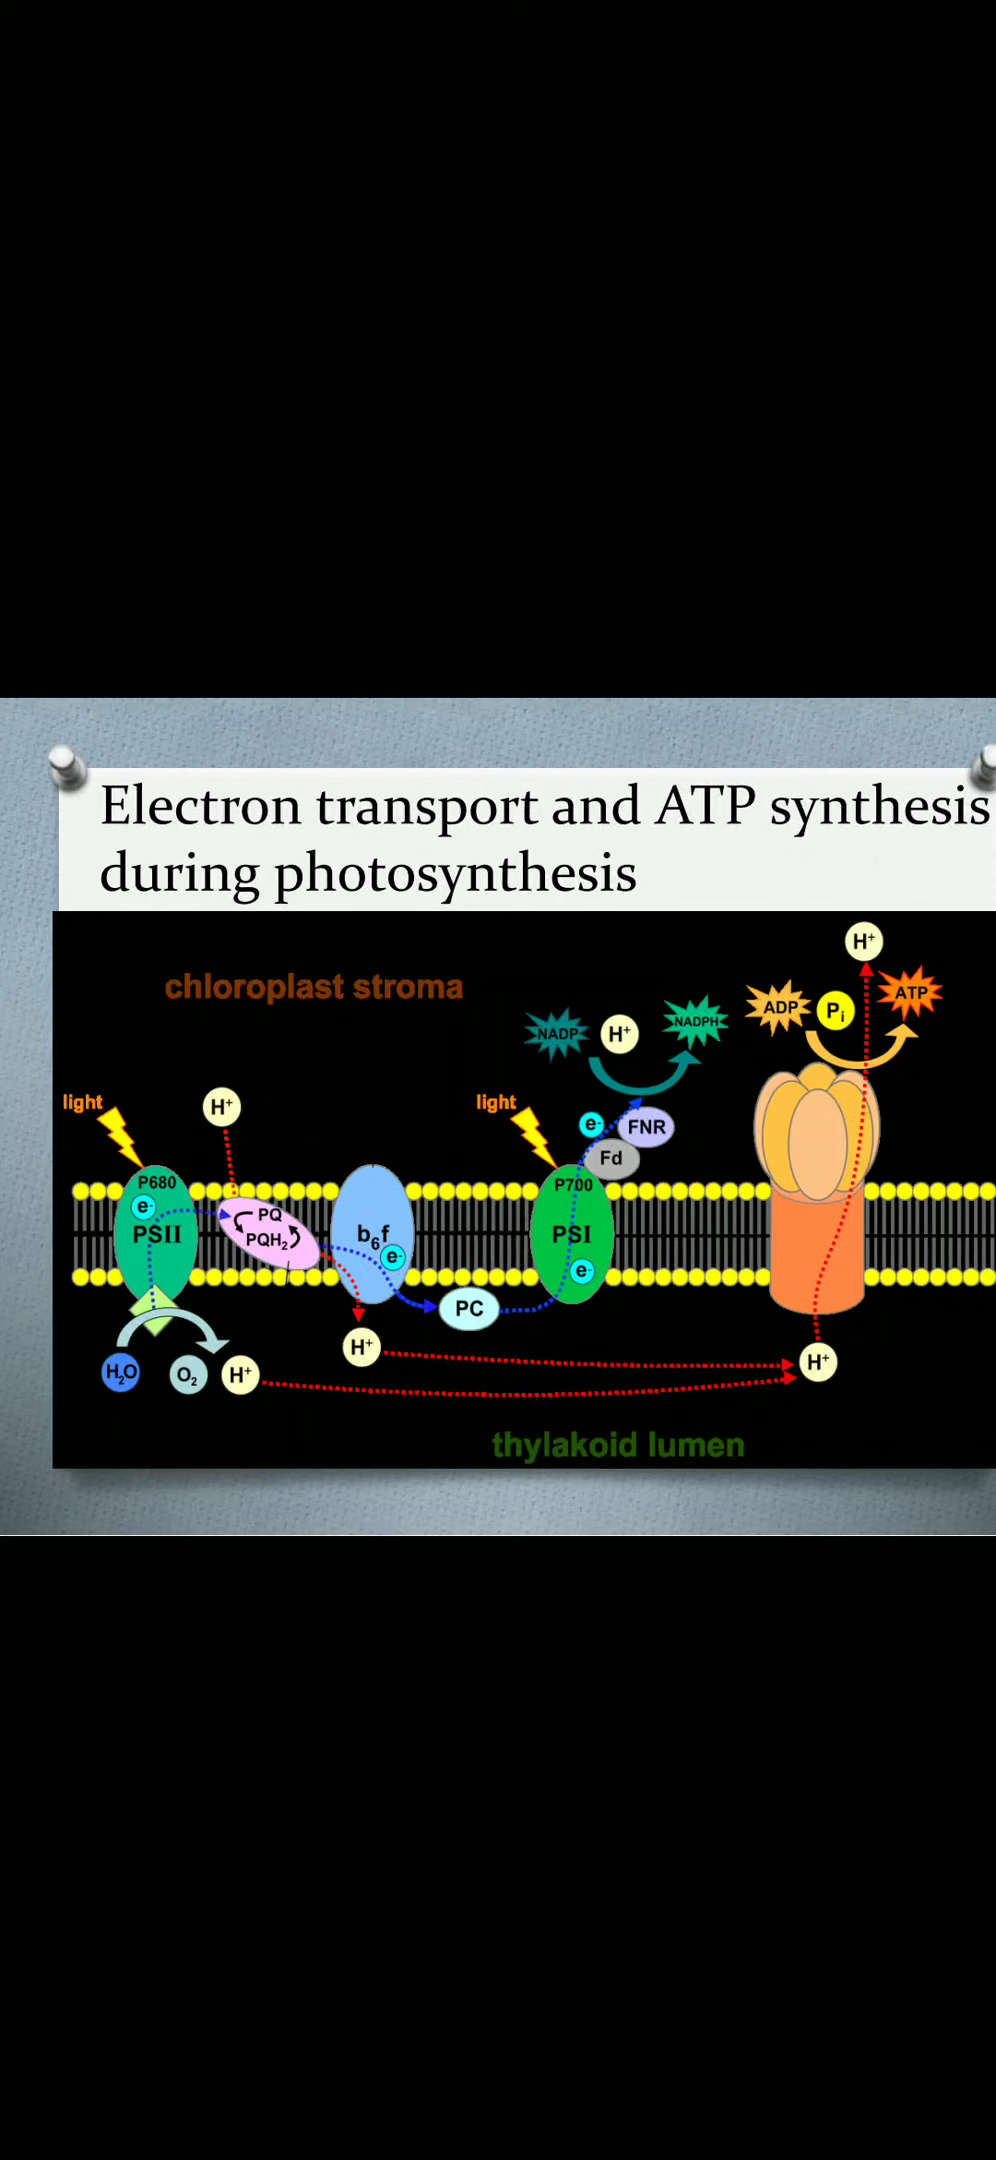 Electron transport and ATP synthesis
during photosynthesis
H⁺
chloroplast stroma
ADP
Pᵢ
ATP
NADP
H⁺
NADPH
light
H⁺
light
e⁻
FNR
Fd
P680
e⁻
PSII
PQ
PQH₂
b₆f
e⁻
P700
PSI
e⁻
PC
H₂O
O₂
H⁺
H⁺
H⁺
thylakoid lumen